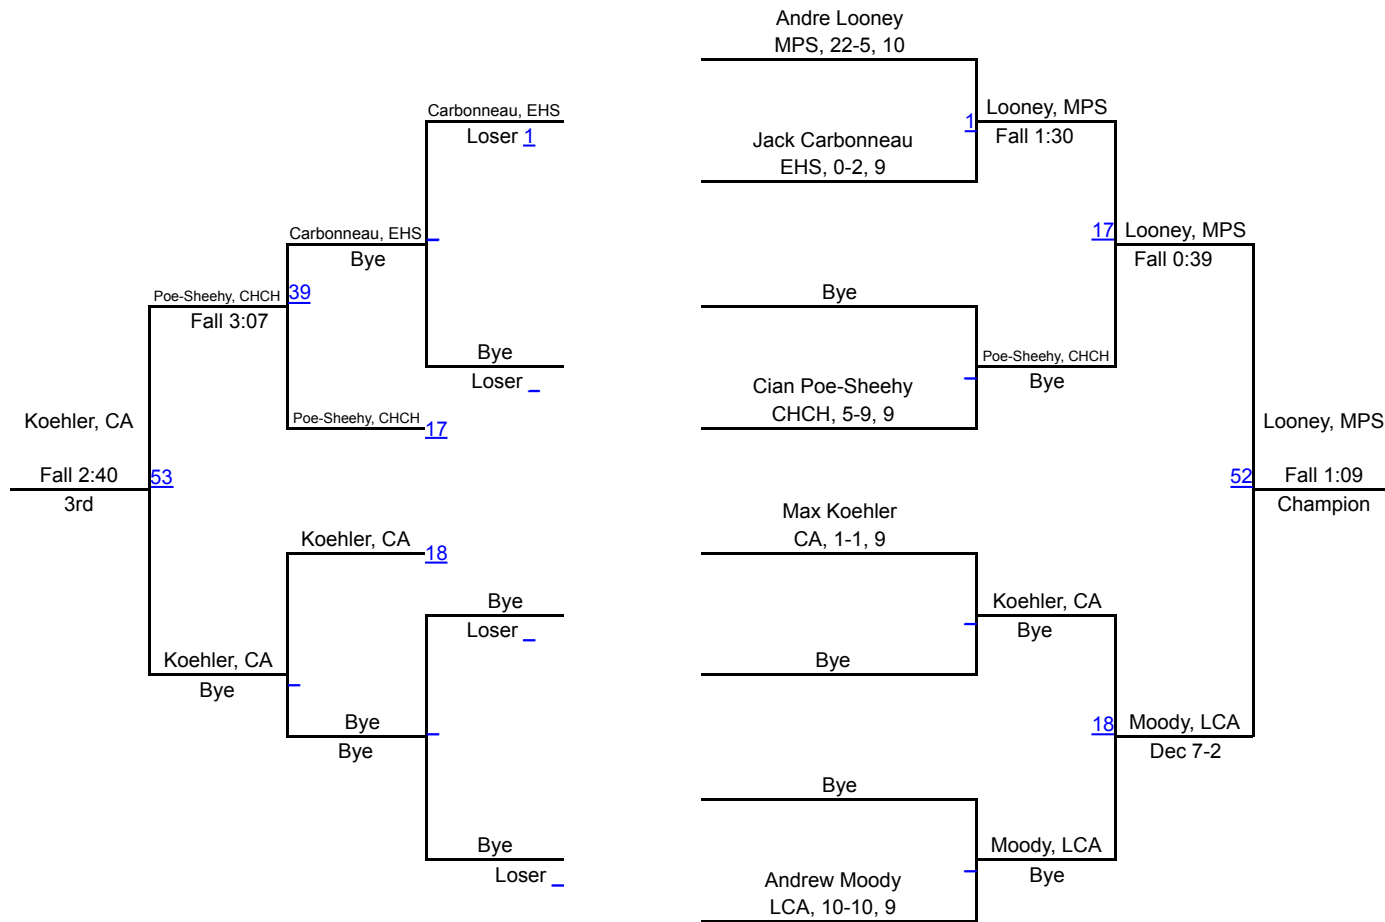 Andre Looney
MPS, 22-5, 10
Carbonneau, EHS
Loser 1
Looney, MPS
1
Fall 1:30
Jack Carbonneau
EHS, 0-2, 9
Carbonneau, EHS
Bye
17
Looney, MPS
Fall 0:39
Poe-Sheehy, CHCH
39
Fall 3:07
Bye
Bye
Loser
Poe-Sheehy, CHCH
Bye
Cian Poe-Sheehy
CHCH, 5-9, 9
Koehler, CA
Poe-Sheehy, CHCH
17
Looney, MPS
Fall 2:40
53
3rd
52
Fall 1:09
Champion
Max Koehler
CA, 1-1, 9
Koehler, CA
18
Bye
Loser
Koehler, CA
Bye
Koehler, CA
Bye
Bye
Bye
Bye
18
Moody, LCA
Dec 7-2
Bye
Bye
Loser
Moody, LCA
Bye
Andrew Moody
LCA, 10-10, 9